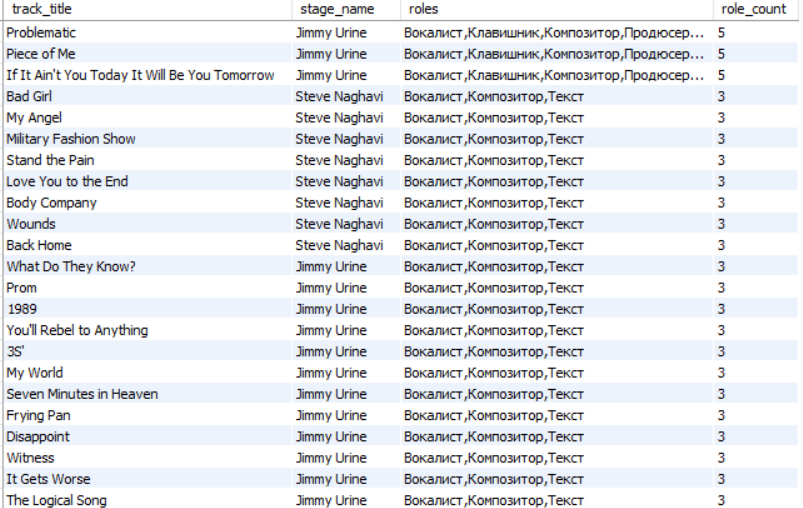 track_title stage_name roles role_count
Problematic Jimmy Urine Вокалист,Клавишник,Композитор,Продюсер... 5
Piece of Me Jimmy Urine Вокалист,Клавишник,Композитор,Продюсер... 5
If It Ain't You Today It Will Be You Tomorrow Jimmy Urine Вокалист,Клавишник,Композитор,Продюсер... 5
Bad Girl Steve Naghavi Вокалист,Композитор,Текст 3
My Angel Steve Naghavi Вокалист,Композитор,Текст 3
Military Fashion Show Steve Naghavi Вокалист,Композитор,Текст 3
Stand the Pain Steve Naghavi Вокалист,Композитор,Текст 3
Love You to the End Steve Naghavi Вокалист,Композитор,Текст 3
Body Company Steve Naghavi Вокалист,Композитор,Текст 3
Wounds Steve Naghavi Вокалист,Композитор,Текст 3
Back Home Steve Naghavi Вокалист,Композитор,Текст 3
What Do They Know? Jimmy Urine Вокалист,Композитор,Текст 3
Prom Jimmy Urine Вокалист,Композитор,Текст 3
1989 Jimmy Urine Вокалист,Композитор,Текст 3
You'll Rebel to Anything Jimmy Urine Вокалист,Композитор,Текст 3
3S' Jimmy Urine Вокалист,Композитор,Текст 3
My World Jimmy Urine Вокалист,Композитор,Текст 3
Seven Minutes in Heaven Jimmy Urine Вокалист,Композитор,Текст 3
Frying Pan Jimmy Urine Вокалист,Композитор,Текст 3
Disappoint Jimmy Urine Вокалист,Композитор,Текст 3
Witness Jimmy Urine Вокалист,Композитор,Текст 3
It Gets Worse Jimmy Urine Вокалист,Композитор,Текст 3
The Logical Song Jimmy Urine Вокалист,Композитор,Текст 3